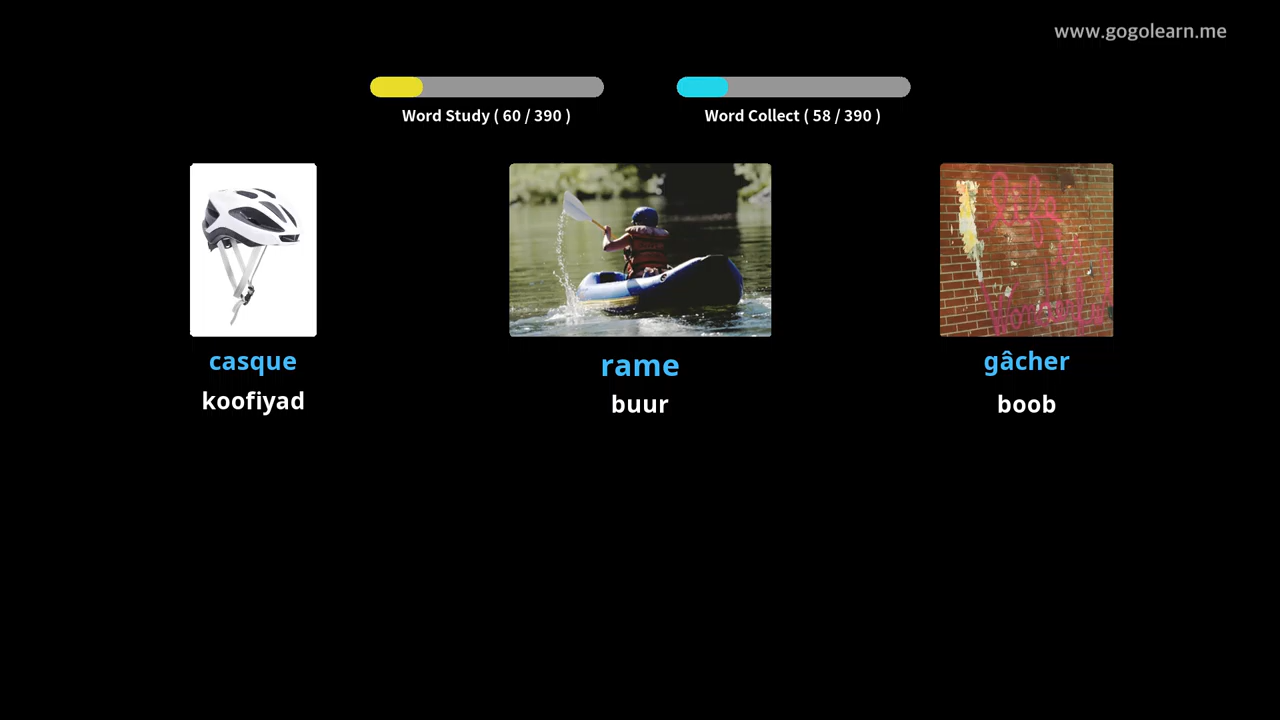 www.gogolearn.me
Word Study ( 60 / 390 )
Word Collect ( 58 / 390 )
casque
koofiyad
rame
buur
gâcher
boob